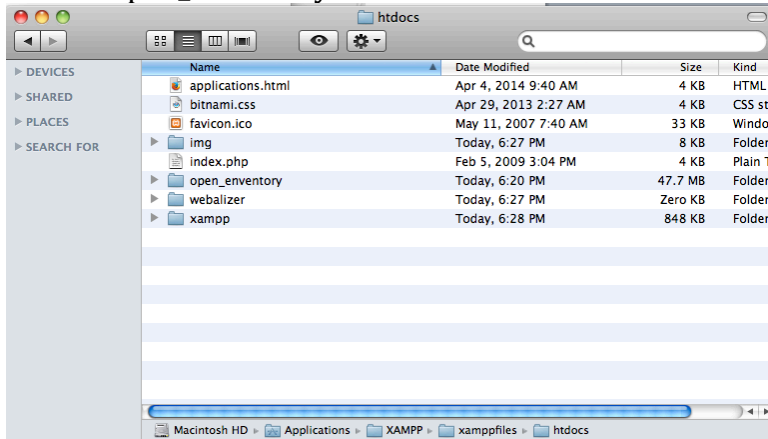 htdocs
Name Date Modified Size Kind
DEVICES
SHARED
PLACES
SEARCH FOR
applications.html Apr 4, 2014 9:40 AM 4 KB HTML
bitnami.css Apr 29, 2013 2:27 AM 4 KB CSS st
favicon.ico May 11, 2007 7:40 AM 33 KB Windo
img Today, 6:27 PM 8 KB Folder
index.php Feb 5, 2009 3:04 PM 4 KB Plain T
open_enventory Today, 6:20 PM 47.7 MB Folder
webalizer Today, 6:27 PM Zero KB Folder
xampp Today, 6:28 PM 848 KB Folder
Macintosh HD Applications XAMPP xamppfiles htdocs